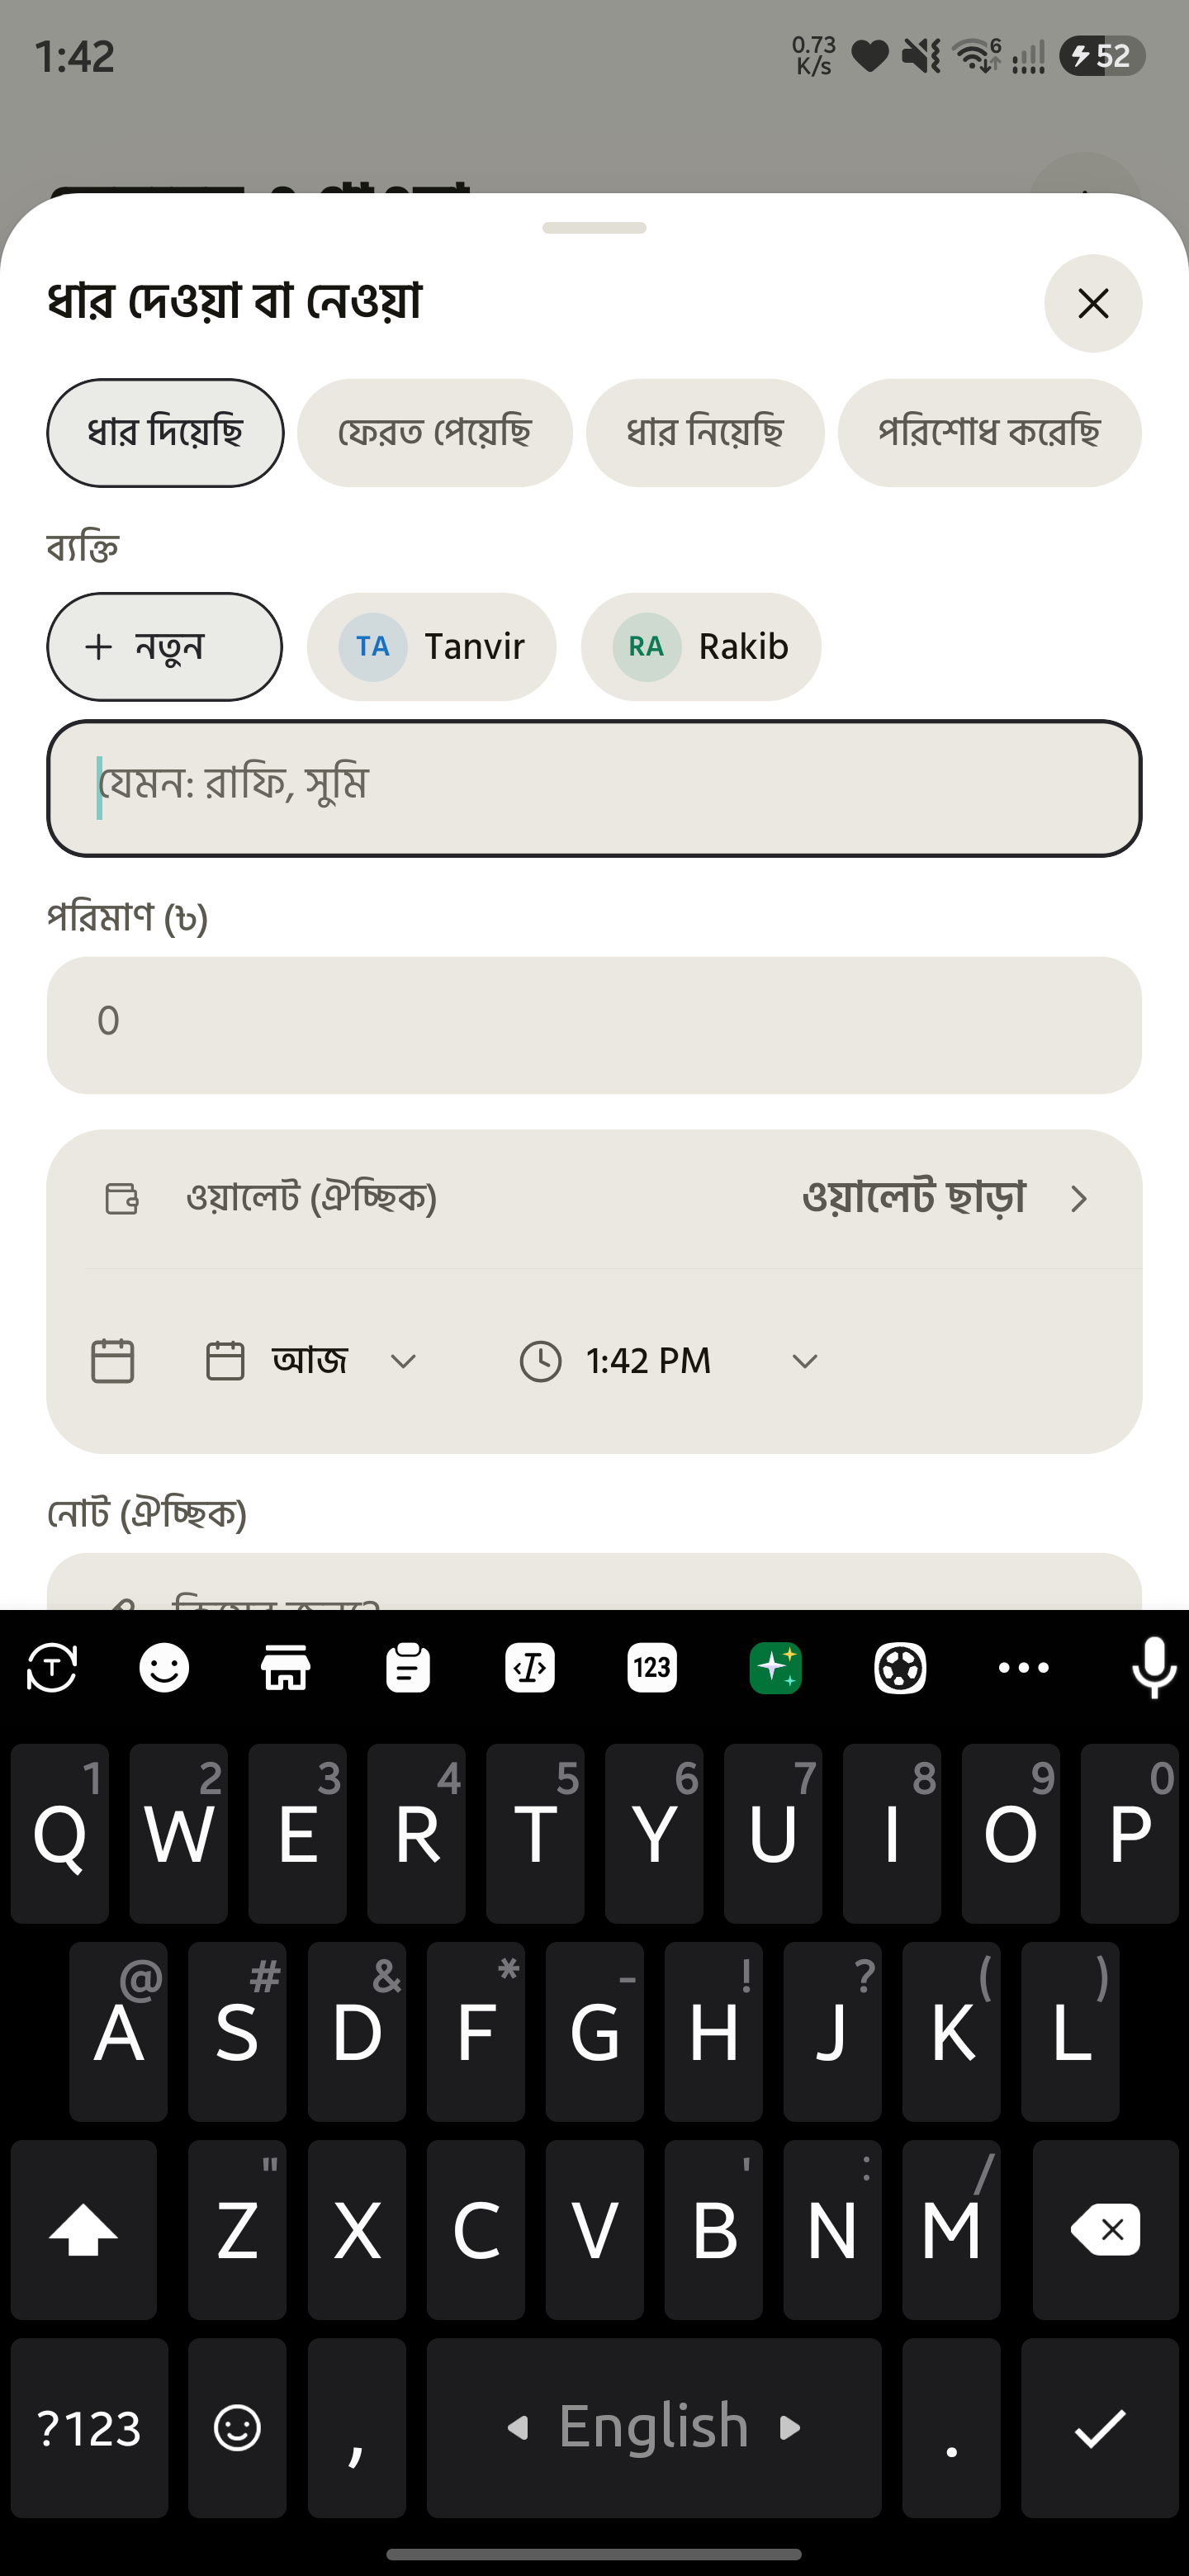 1:42
0.73
K/s
6
52
ধার দেওয়া বা নেওয়া
ধার দিয়েছি ফেরত পেয়েছি ধার নিয়েছি পরিশোধ করেছি
ব্যক্তি
+ নতুন TA Tanvir RA Rakib
যেমন: রাফি, সুমি
পরিমাণ (৳)
0
ওয়ালেট (ঐচ্ছিক) ওয়ালেট ছাড়া
আজ 1:42 PM
নোট (ঐচ্ছিক)
T 123
1 2 3 4 5 6 7 8 9 0
Q W E R T Y U I O P
@ # & * - ! ? ( )
A S D F G H J K L
" ' : /
Z X C V B N M
?123 , English .